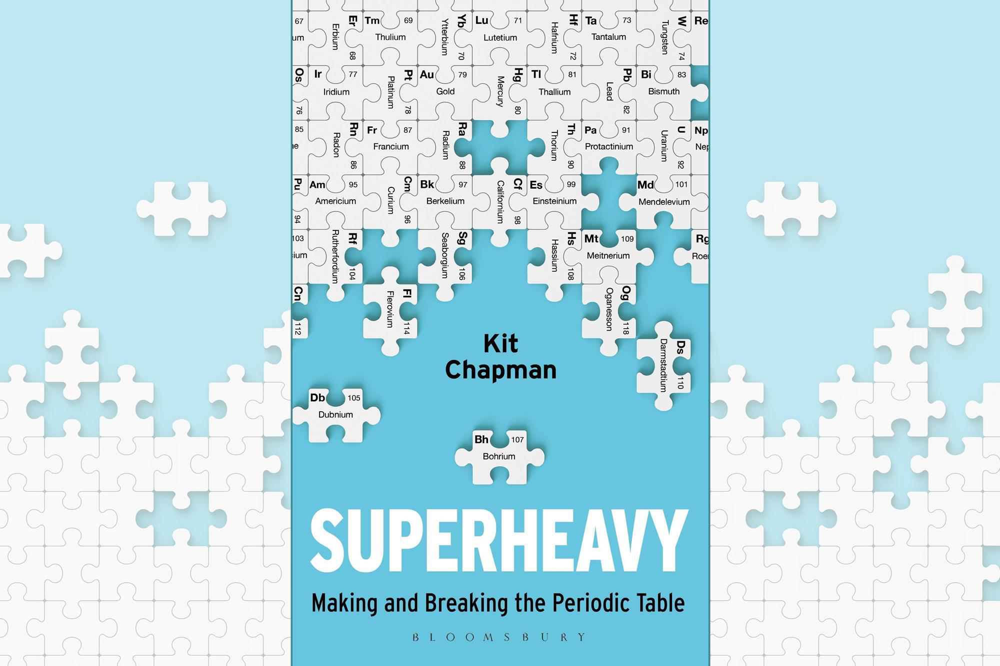 67 Er Tm 69 Yb Lu 71 Hf Ta 73 W Re
um Erbium Thulium Ytterbium Lutetium Hafnium Tantalum Tungsten
68 70 72 74
Os Ir 77 Pt Au 79 Hg Tl 81 Pb Bi 83
Iridium Platinum Gold Mercury Thallium Lead Bismuth
76 78 80 82
85 Rn Fr 87 Ra Th Pa 91 U Np
ne Radon Francium Radium Thorium Protactinium Uranium Nep
86 88 90 92
Pu Am 95 Cm Bk 97 Cf Es 99 Md 101
Americium Curium Berkelium Californium Einsteinium Mendelevium
94 96 98
103 Rf Sg Hs Mt 109 Rg
ium Rutherfordium Seaborgium Hassium Meitnerium Roen
104 106 108
Cn Fl Og
Flerovium Oganesson
112 114 118
Kit
Chapman
Ds
Darmstadtium
110
Db 105
Dubnium
Bh 107
Bohrium
SUPERHEAVY
Making and Breaking the Periodic Table
BLOOMSBURY